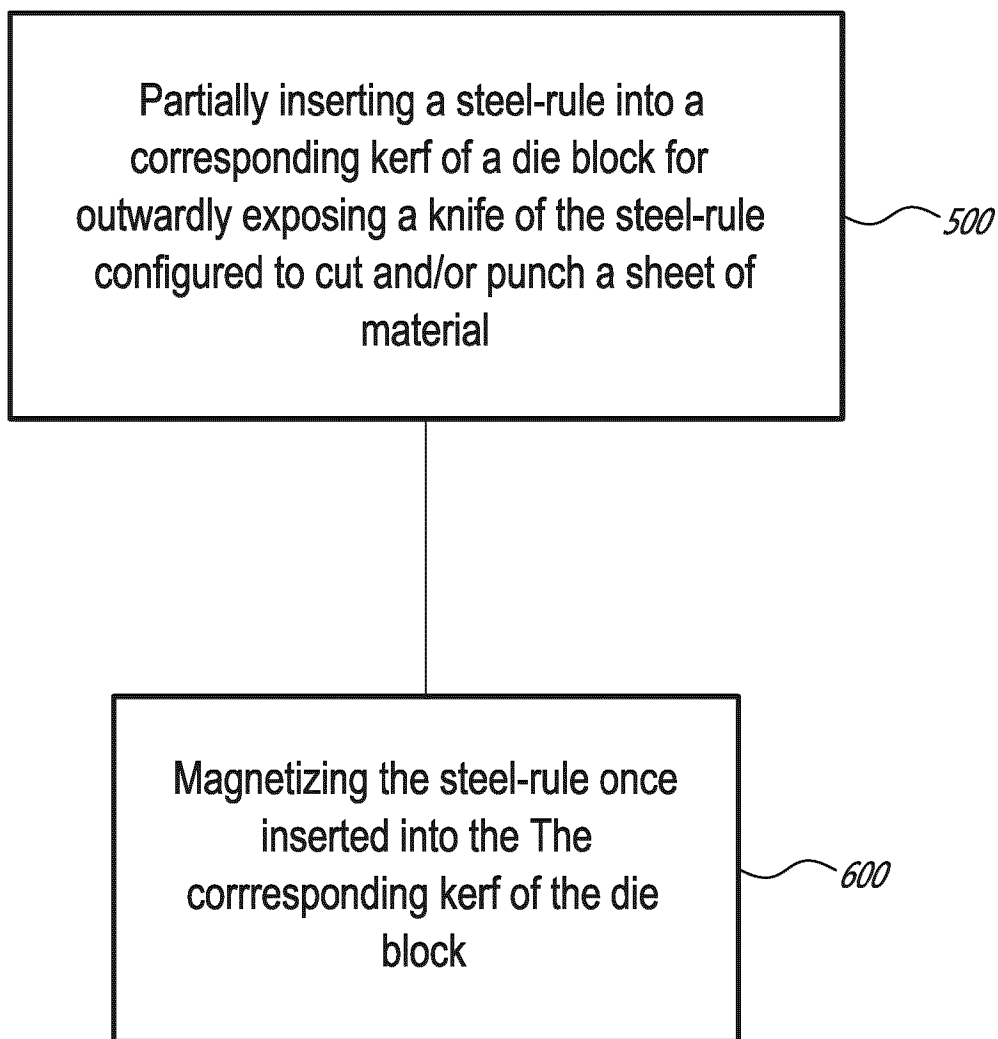 Partially inserting a steel-rule into a
corresponding kerf of a die block for
outwardly exposing a knife of the steel-rule
configured to cut and/or punch a sheet of
material
500
Magnetizing the steel-rule once
inserted into the The
corrresponding kerf of the die
block
600